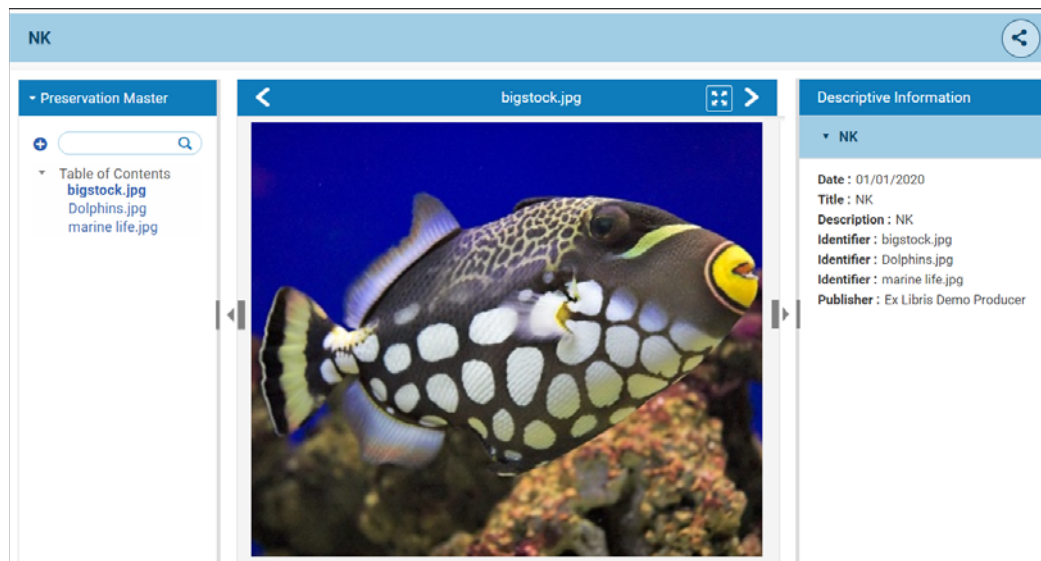 NK
Preservation Master
Table of Contents
bigstock.jpg
Dolphins.jpg
marine life.jpg
bigstock.jpg
Descriptive Information
NK
Date : 01/01/2020
Title : NK
Description : NK
Identifier : bigstock.jpg
Identifier : Dolphins.jpg
Identifier : marine life.jpg
Publisher : Ex Libris Demo Producer